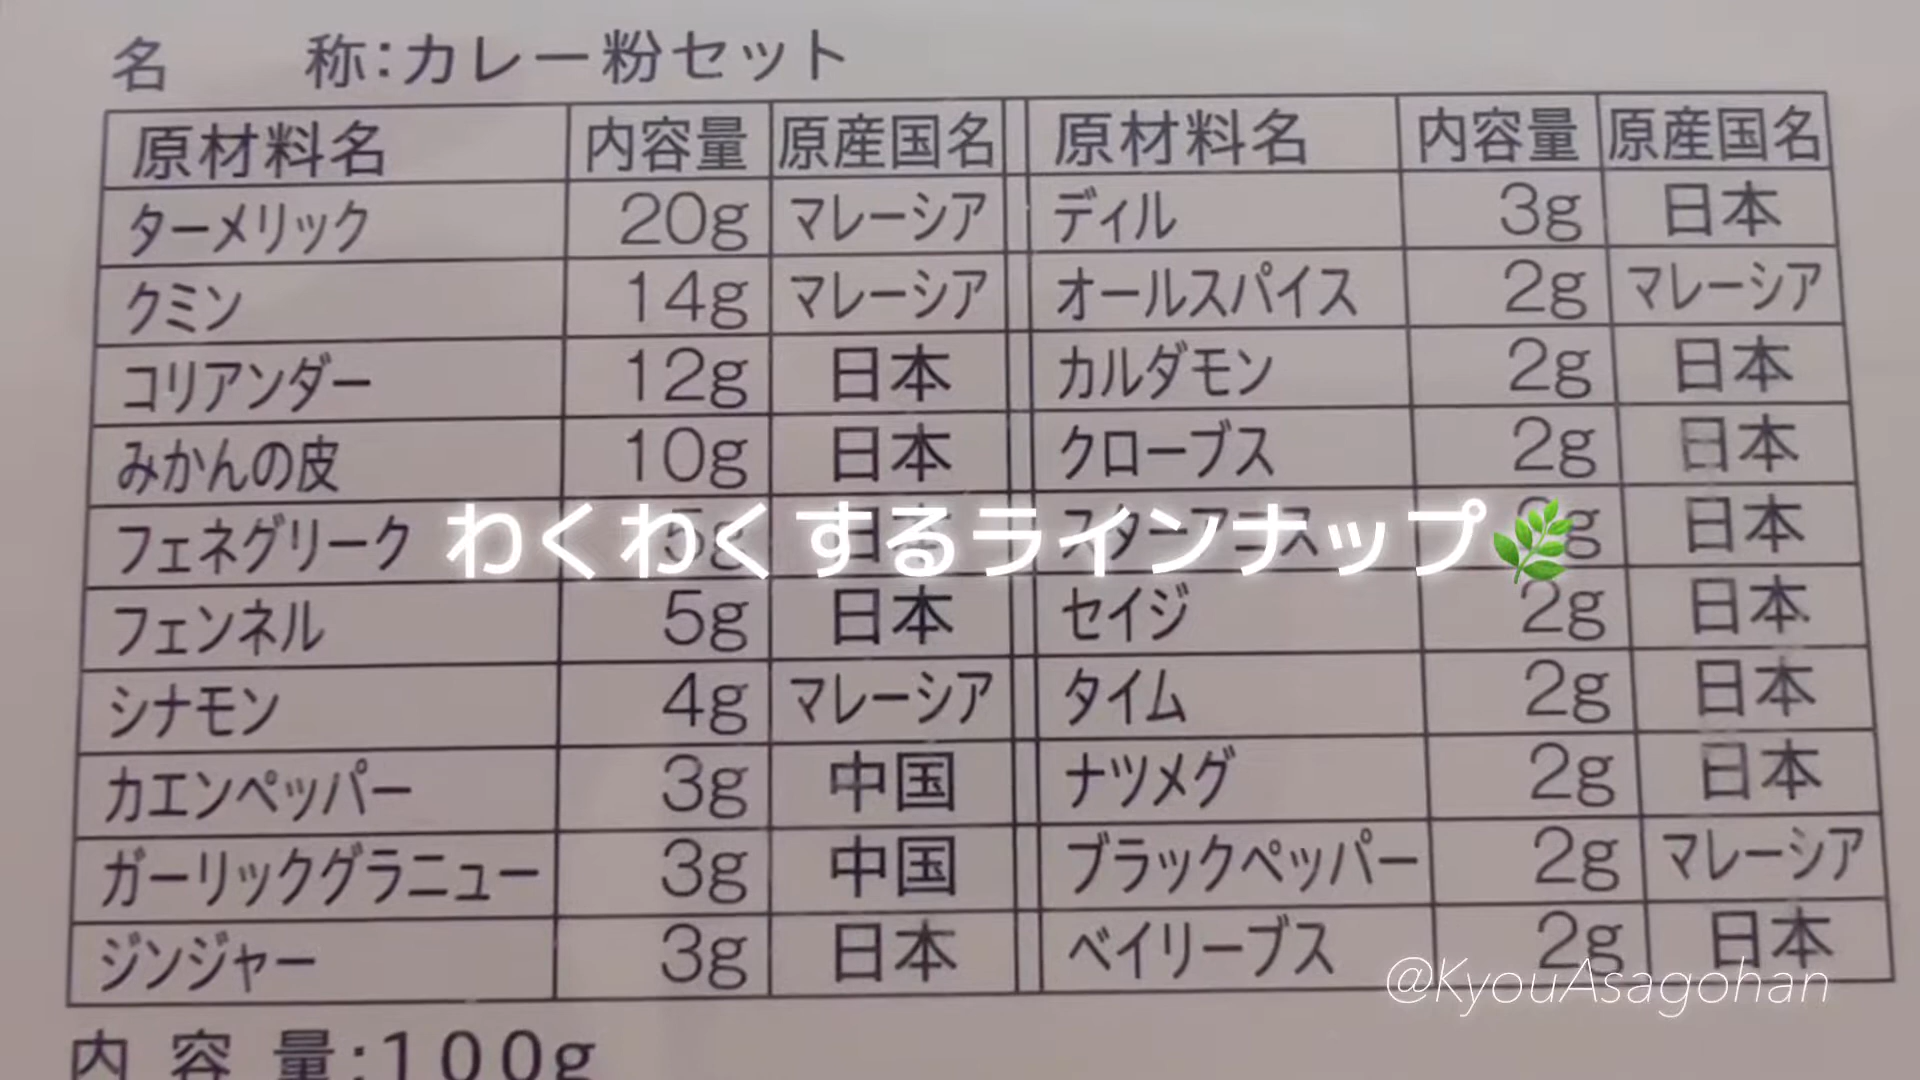 名 称:カレー粉セット
原材料名 内容量 原産国名 原材料名 内容量 原産国名
ターメリック 20g マレーシア ディル 3g 日本
クミン 14g マレーシア オールスパイス 2g マレーシア
コリアンダー 12g 日本 カルダモン 2g 日本
みかんの皮 10g 日本 クローブス 2g 日本
フェネグリーク 5g 日本 スターアニス 2g 日本
わくわくするラインナップ🌿
フェンネル 5g 日本 セイジ 2g 日本
シナモン 4g マレーシア タイム 2g 日本
カエンペッパー 3g 中国 ナツメグ 2g 日本
ガーリックグラニュー 3g 中国 ブラックペッパー 2g マレーシア
ジンジャー 3g 日本 ベイリーブス 2g 日本
@KyouAsagohan
内容量:100g